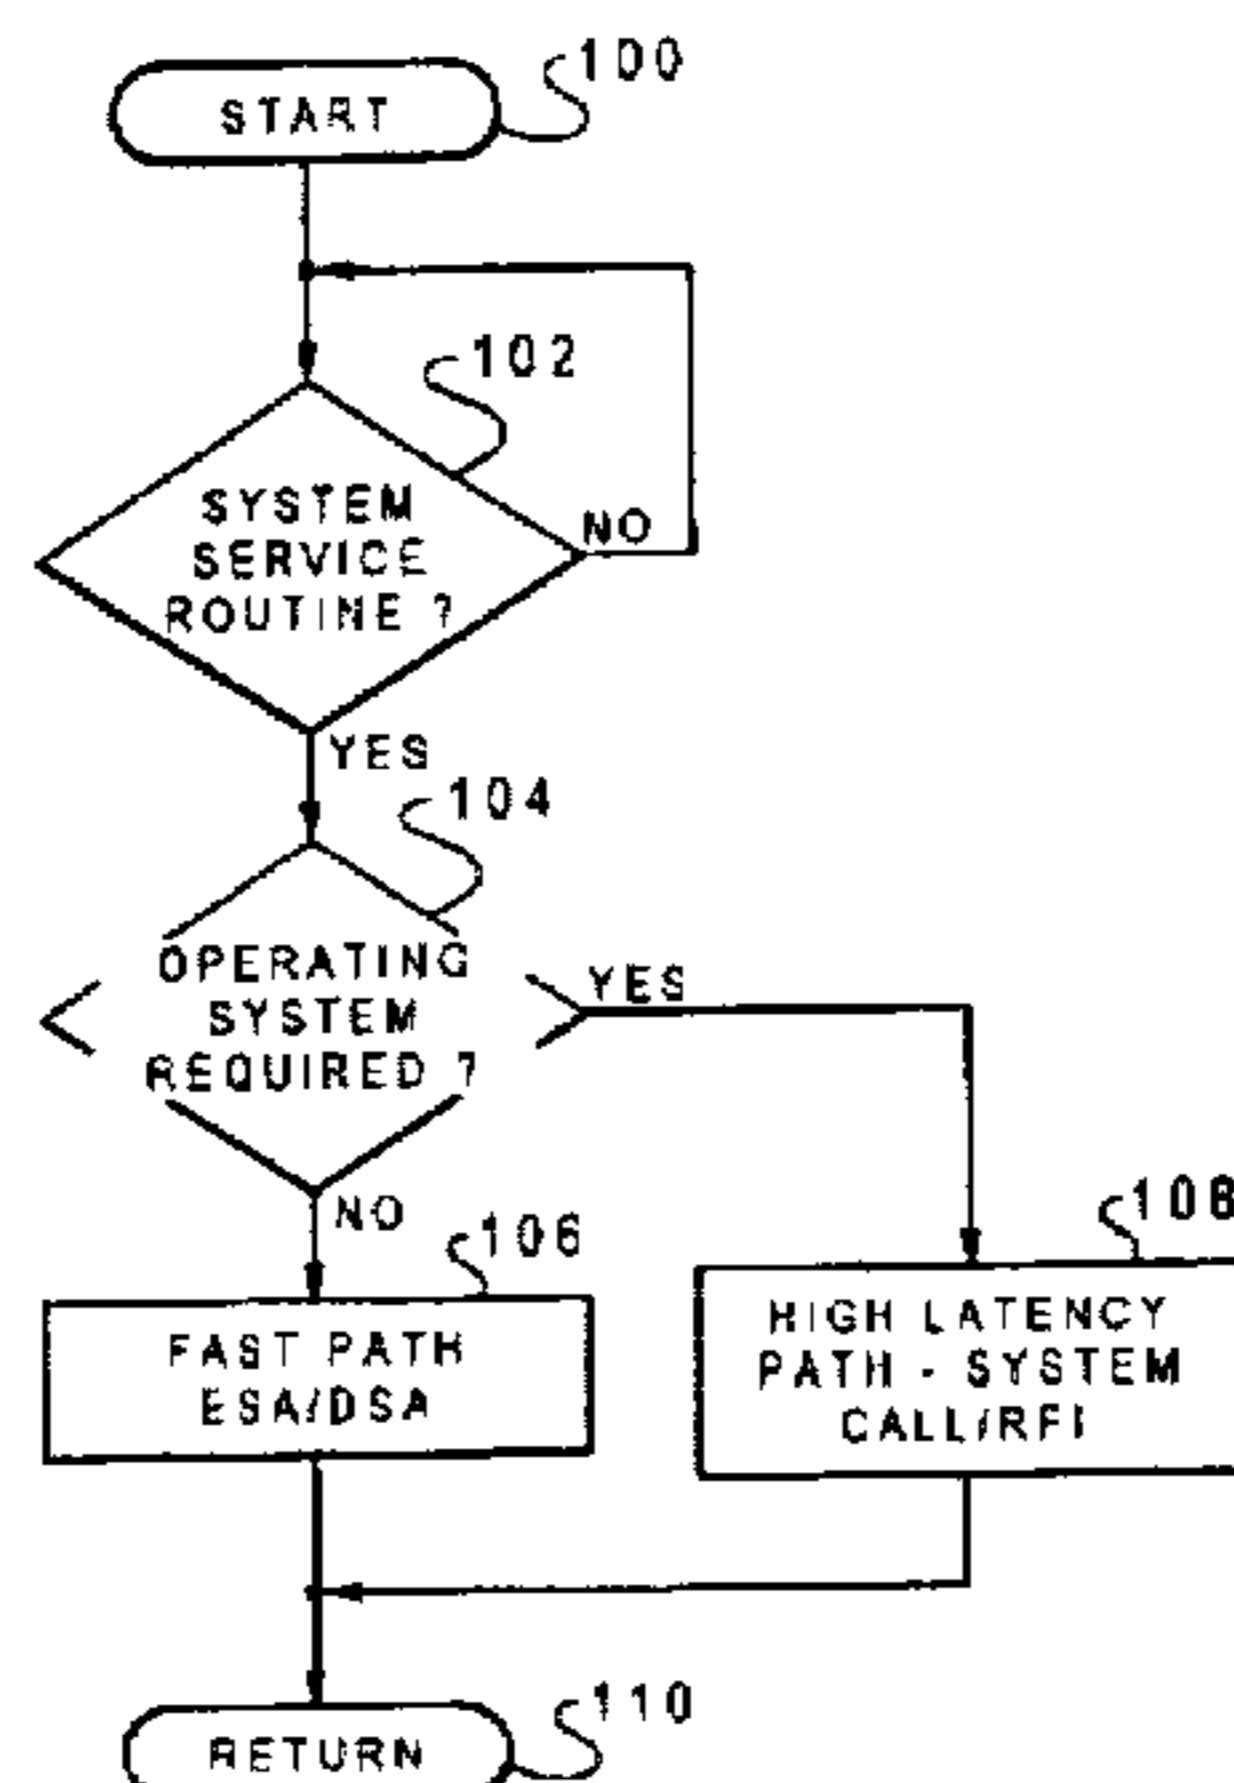 100
START
102
SYSTEM
SERVICE
ROUTINE ?
NO
YES
104
OPERATING
SYSTEM
REQUIRED ?
YES
NO
106
FAST PATH
ESA/DSA
108
HIGH LATENCY
PATH - SYSTEM
CALL/RFI
110
RETURN